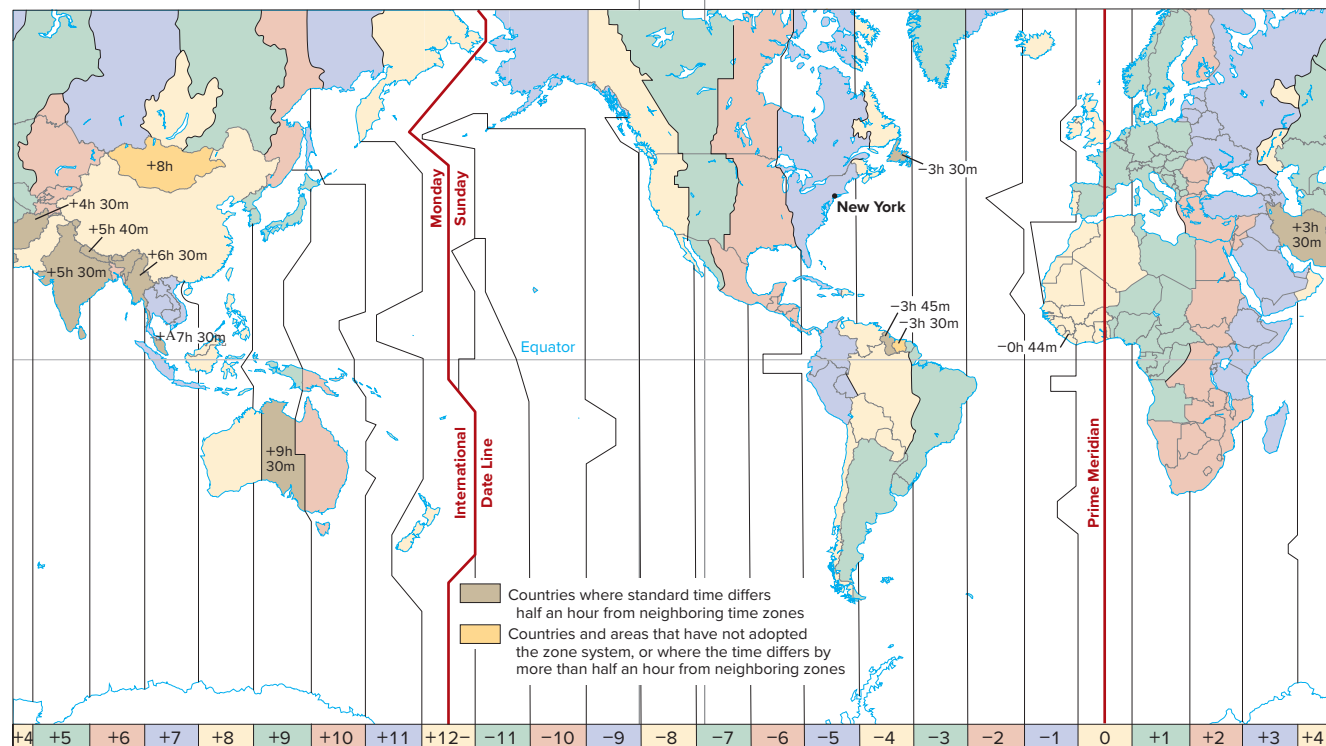 +8h
−3h 30m
Monday
Sunday
New York
+4h 30m
+5h 40m
+6h 30m
+5h 30m
+3h
30m
−3h 45m
−3h 30m
+A7h 30m
Equator
−0h 44m
+9h
30m
International
Date Line
Prime Meridian
Countries where standard time differs
half an hour from neighboring time zones
Countries and areas that have not adopted
the zone system, or where the time differs by
more than half an hour from neighboring zones
+4 +5 +6 +7 +8 +9 +10 +11 +12− −11 −10 −9 −8 −7 −6 −5 −4 −3 −2 −1 0 +1 +2 +3 +4